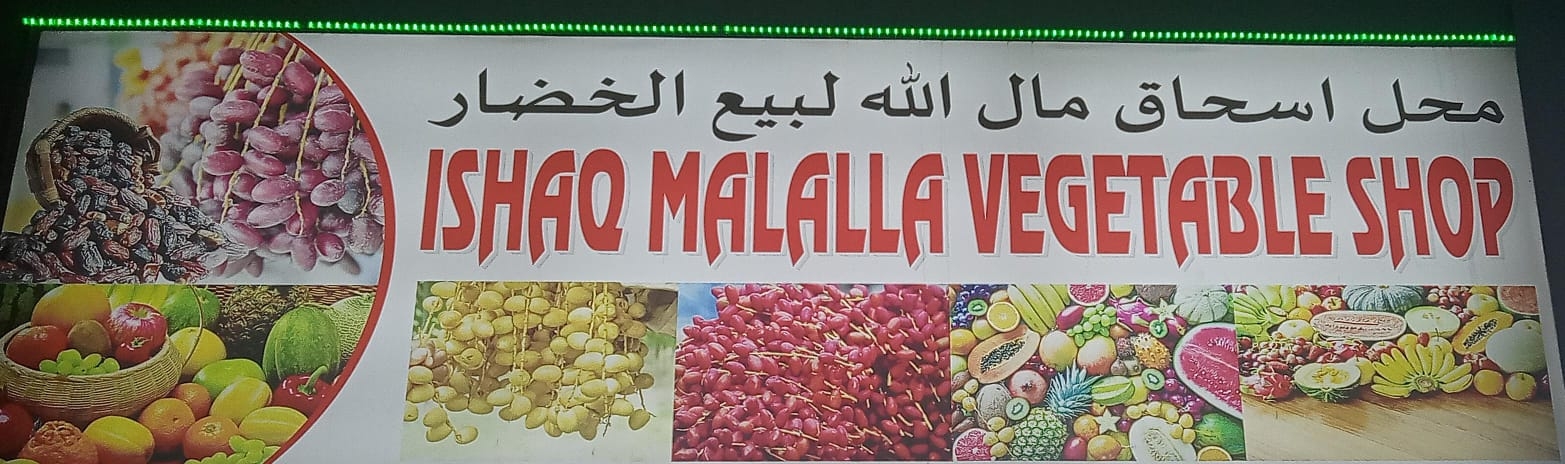 محل اسحاق مال الله لبيع الخضار
ISHAQ MALALLA VEGETABLE SHOP